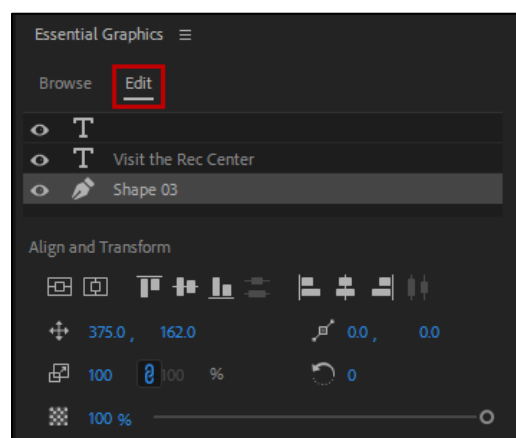 Essential Graphics
Browse Edit
T
T Visit the Rec Center
Shape 03
Align and Transform
375.0 , 162.0 0.0 , 0.0
100 100 % 0
100 %